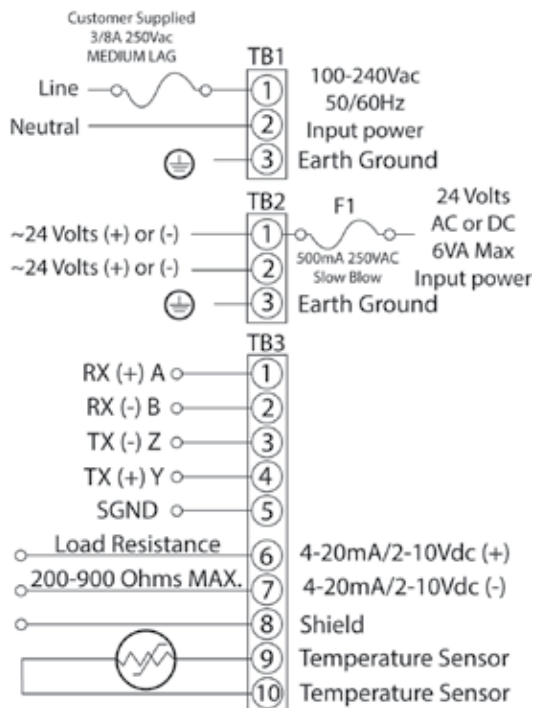 Customer Supplied
3/8A 250Vac
MEDIUM LAG
TB1
Line
1
100-240Vac
50/60Hz
Input power
Neutral
2
3
Earth Ground
TB2
~24 Volts (+) or (-)
1
F1
500mA 250VAC
Slow Blow
24 Volts
AC or DC
6VA Max
Input power
~24 Volts (+) or (-)
2
3
Earth Ground
TB3
RX (+) A
1
RX (-) B
2
TX (-) Z
3
TX (+) Y
4
SGND
5
Load Resistance
6
4-20mA/2-10Vdc (+)
200-900 Ohms MAX.
7
4-20mA/2-10Vdc (-)
8
Shield
9
Temperature Sensor
10
Temperature Sensor